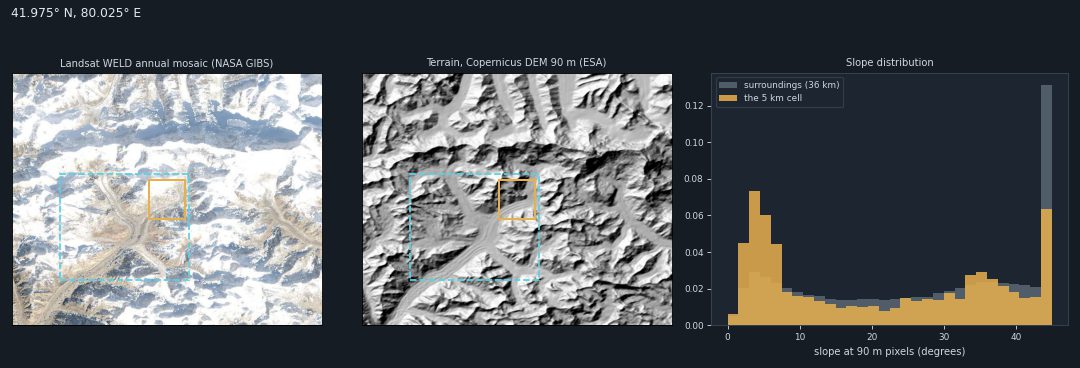 41.975° N, 80.025° E
Landsat WELD annual mosaic (NASA GIBS)
Terrain, Copernicus DEM 90 m (ESA)
Slope distribution
surroundings (36 km)
the 5 km cell
0.12
0.10
0.08
0.06
0.04
0.02
0.00
0 10 20 30 40
slope at 90 m pixels (degrees)